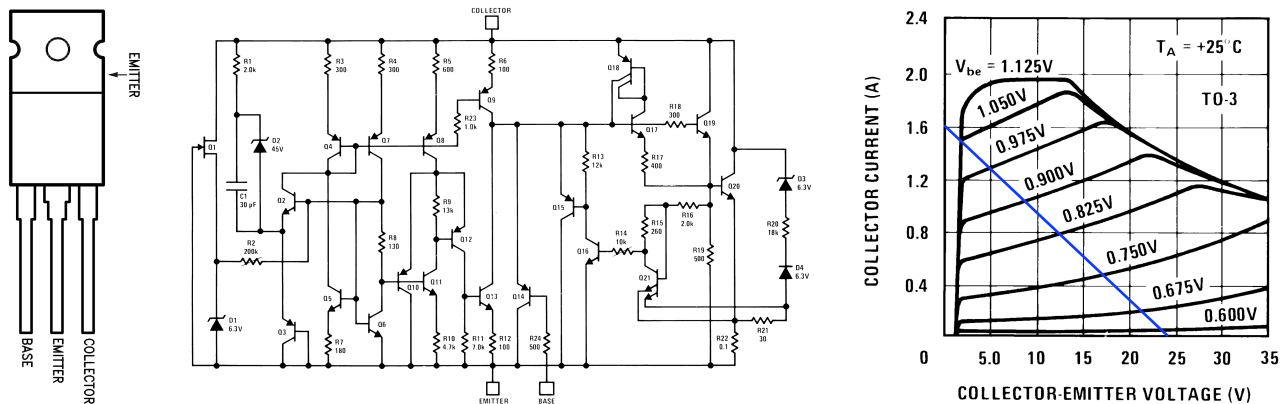 EMITTER
BASE
EMITTER
COLLECTOR
COLLECTOR
R1
2.0k
R3
300
R4
300
R5
600
R6
100
Q18
Q9
R23
1.0k
R18
300
Q19
Q17
Q1
D2
45V
Q4
Q7
Q8
C1
30 pF
Q2
R13
12k
R17
400
Q20
D3
6.3V
R9
13k
Q15
R2
200k
R8
130
Q12
R15
260
R16
2.0k
R14
10k
R19
500
R20
18k
Q16
Q21
D4
6.3V
Q5
Q10
Q11
Q13
Q14
D1
6.3V
Q3
Q6
R7
180
R10
4.7k
R11
7.0k
R12
100
R24
500
R22
0.1
R21
30
EMITTER
BASE
COLLECTOR CURRENT (A)
2.4
2.0
1.6
1.2
0.8
0.4
0
5.0
10
15
20
25
30
35
COLLECTOR-EMITTER VOLTAGE (V)
TA = +25°C
TO-3
Vbe = 1.125V
1.050V
0.975V
0.900V
0.825V
0.750V
0.675V
0.600V